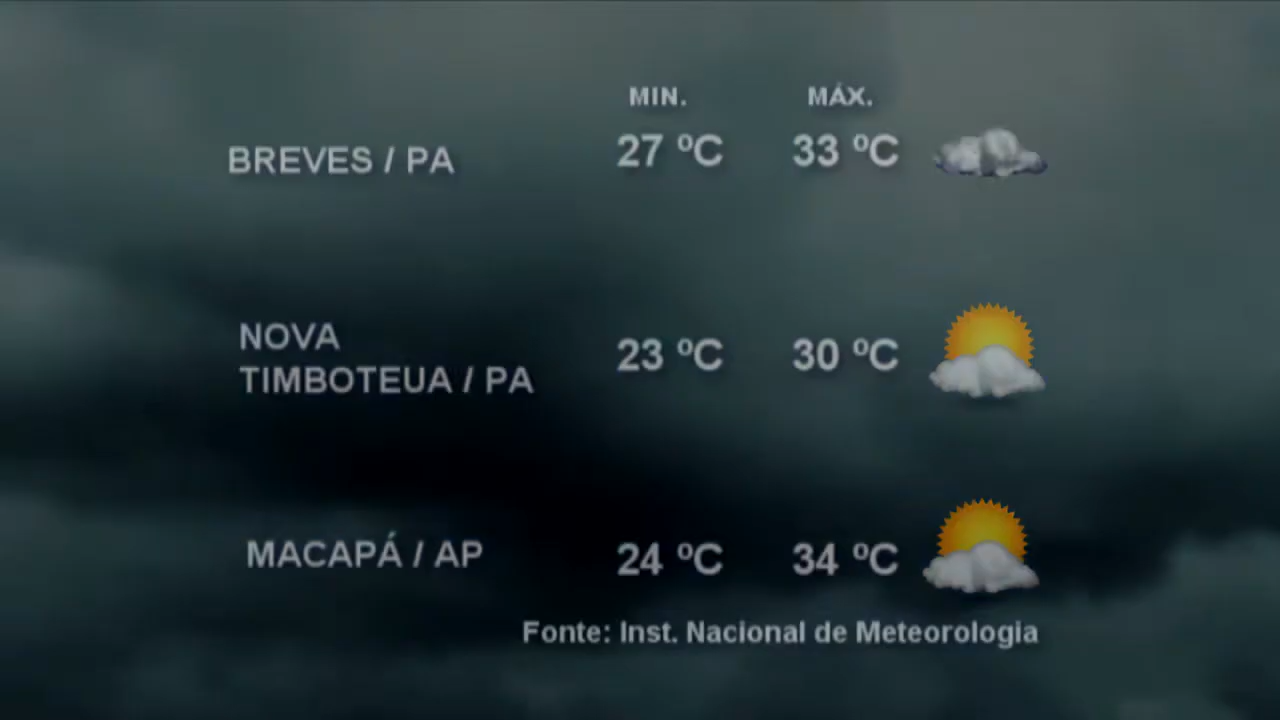 MIN. MÁX.
BREVES / PA 27 ºC 33 ºC
NOVA
TIMBOTEUA / PA 23 ºC 30 ºC
MACAPÁ / AP 24 ºC 34 ºC
Fonte: Inst. Nacional de Meteorologia